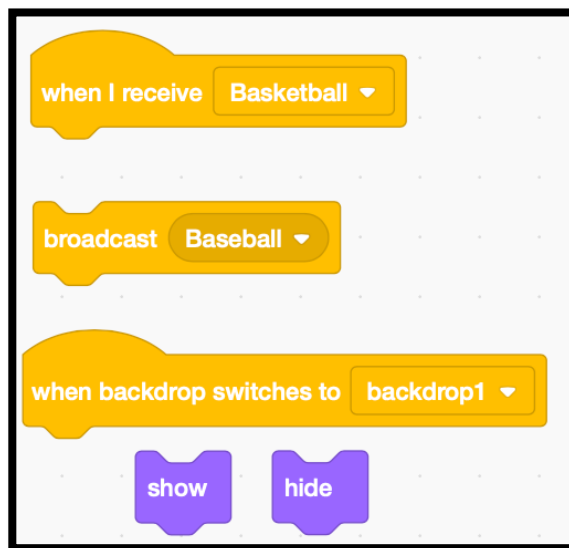 when I receive Basketball
broadcast Baseball
when backdrop switches to backdrop1
show hide